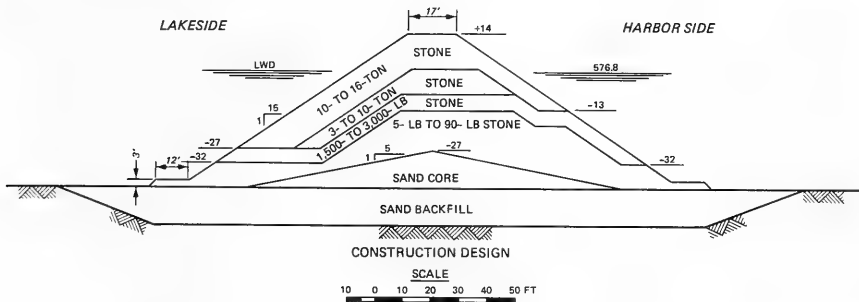 17'
LAKESIDE
HARBOR SIDE
+14
STONE
LWD
576.8
10- TO 16-TON
STONE
3- TO 10-TON
STONE
1,500- TO 3,000- LB
5- LB TO 90- LB STONE
15
1
-13
-27
-32
12'
3'
5
1
-27
-32
SAND CORE
SAND BACKFILL
CONSTRUCTION DESIGN
SCALE
10 0 10 20 30 40 50 FT